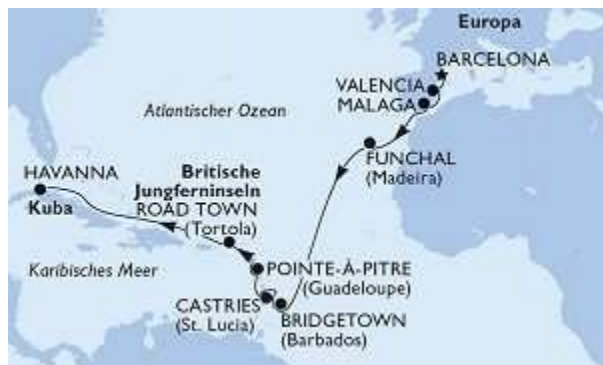 Europa
BARCELONA
VALENCIA
MALAGA
Atlantischer Ozean
FUNCHAL
(Madeira)
HAVANNA
Kuba
Britische
Jungferninseln
ROAD TOWN
(Tortola)
Karibisches Meer
POINTE-À-PITRE
(Guadeloupe)
CASTRIES
(St. Lucia)
BRIDGETOWN
(Barbados)